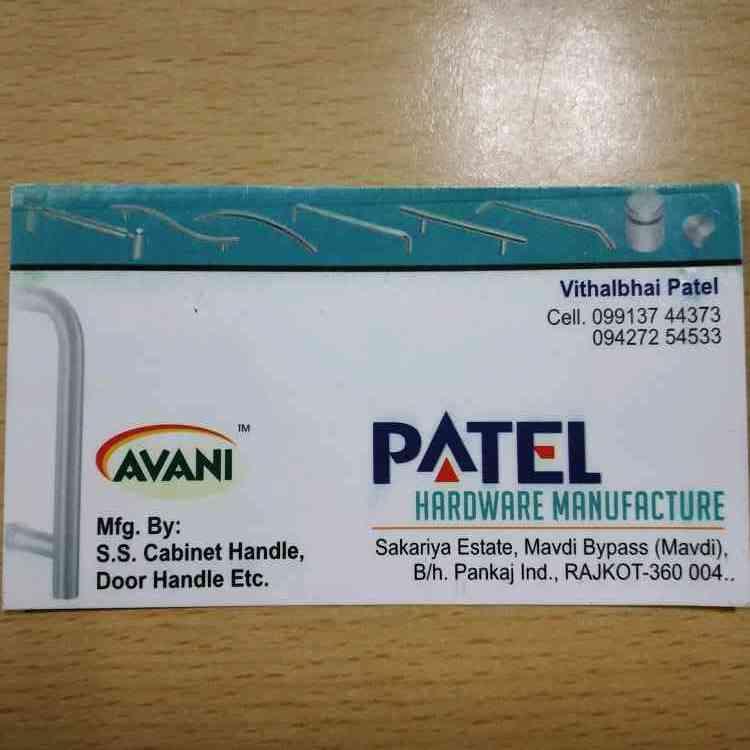 Vithalbhai Patel
Cell. 099137 44373
094272 54533
AVANI ™
PATEL
HARDWARE MANUFACTURE
Mfg. By:
S.S. Cabinet Handle,
Door Handle Etc.
Sakariya Estate, Mavdi Bypass (Mavdi),
B/h. Pankaj Ind., RAJKOT-360 004..